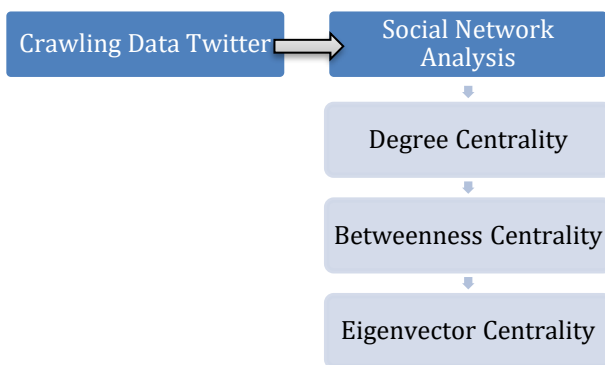 Crawling Data Twitter
Social Network
Analysis
Degree Centrality
Betweenness Centrality
Eigenvector Centrality